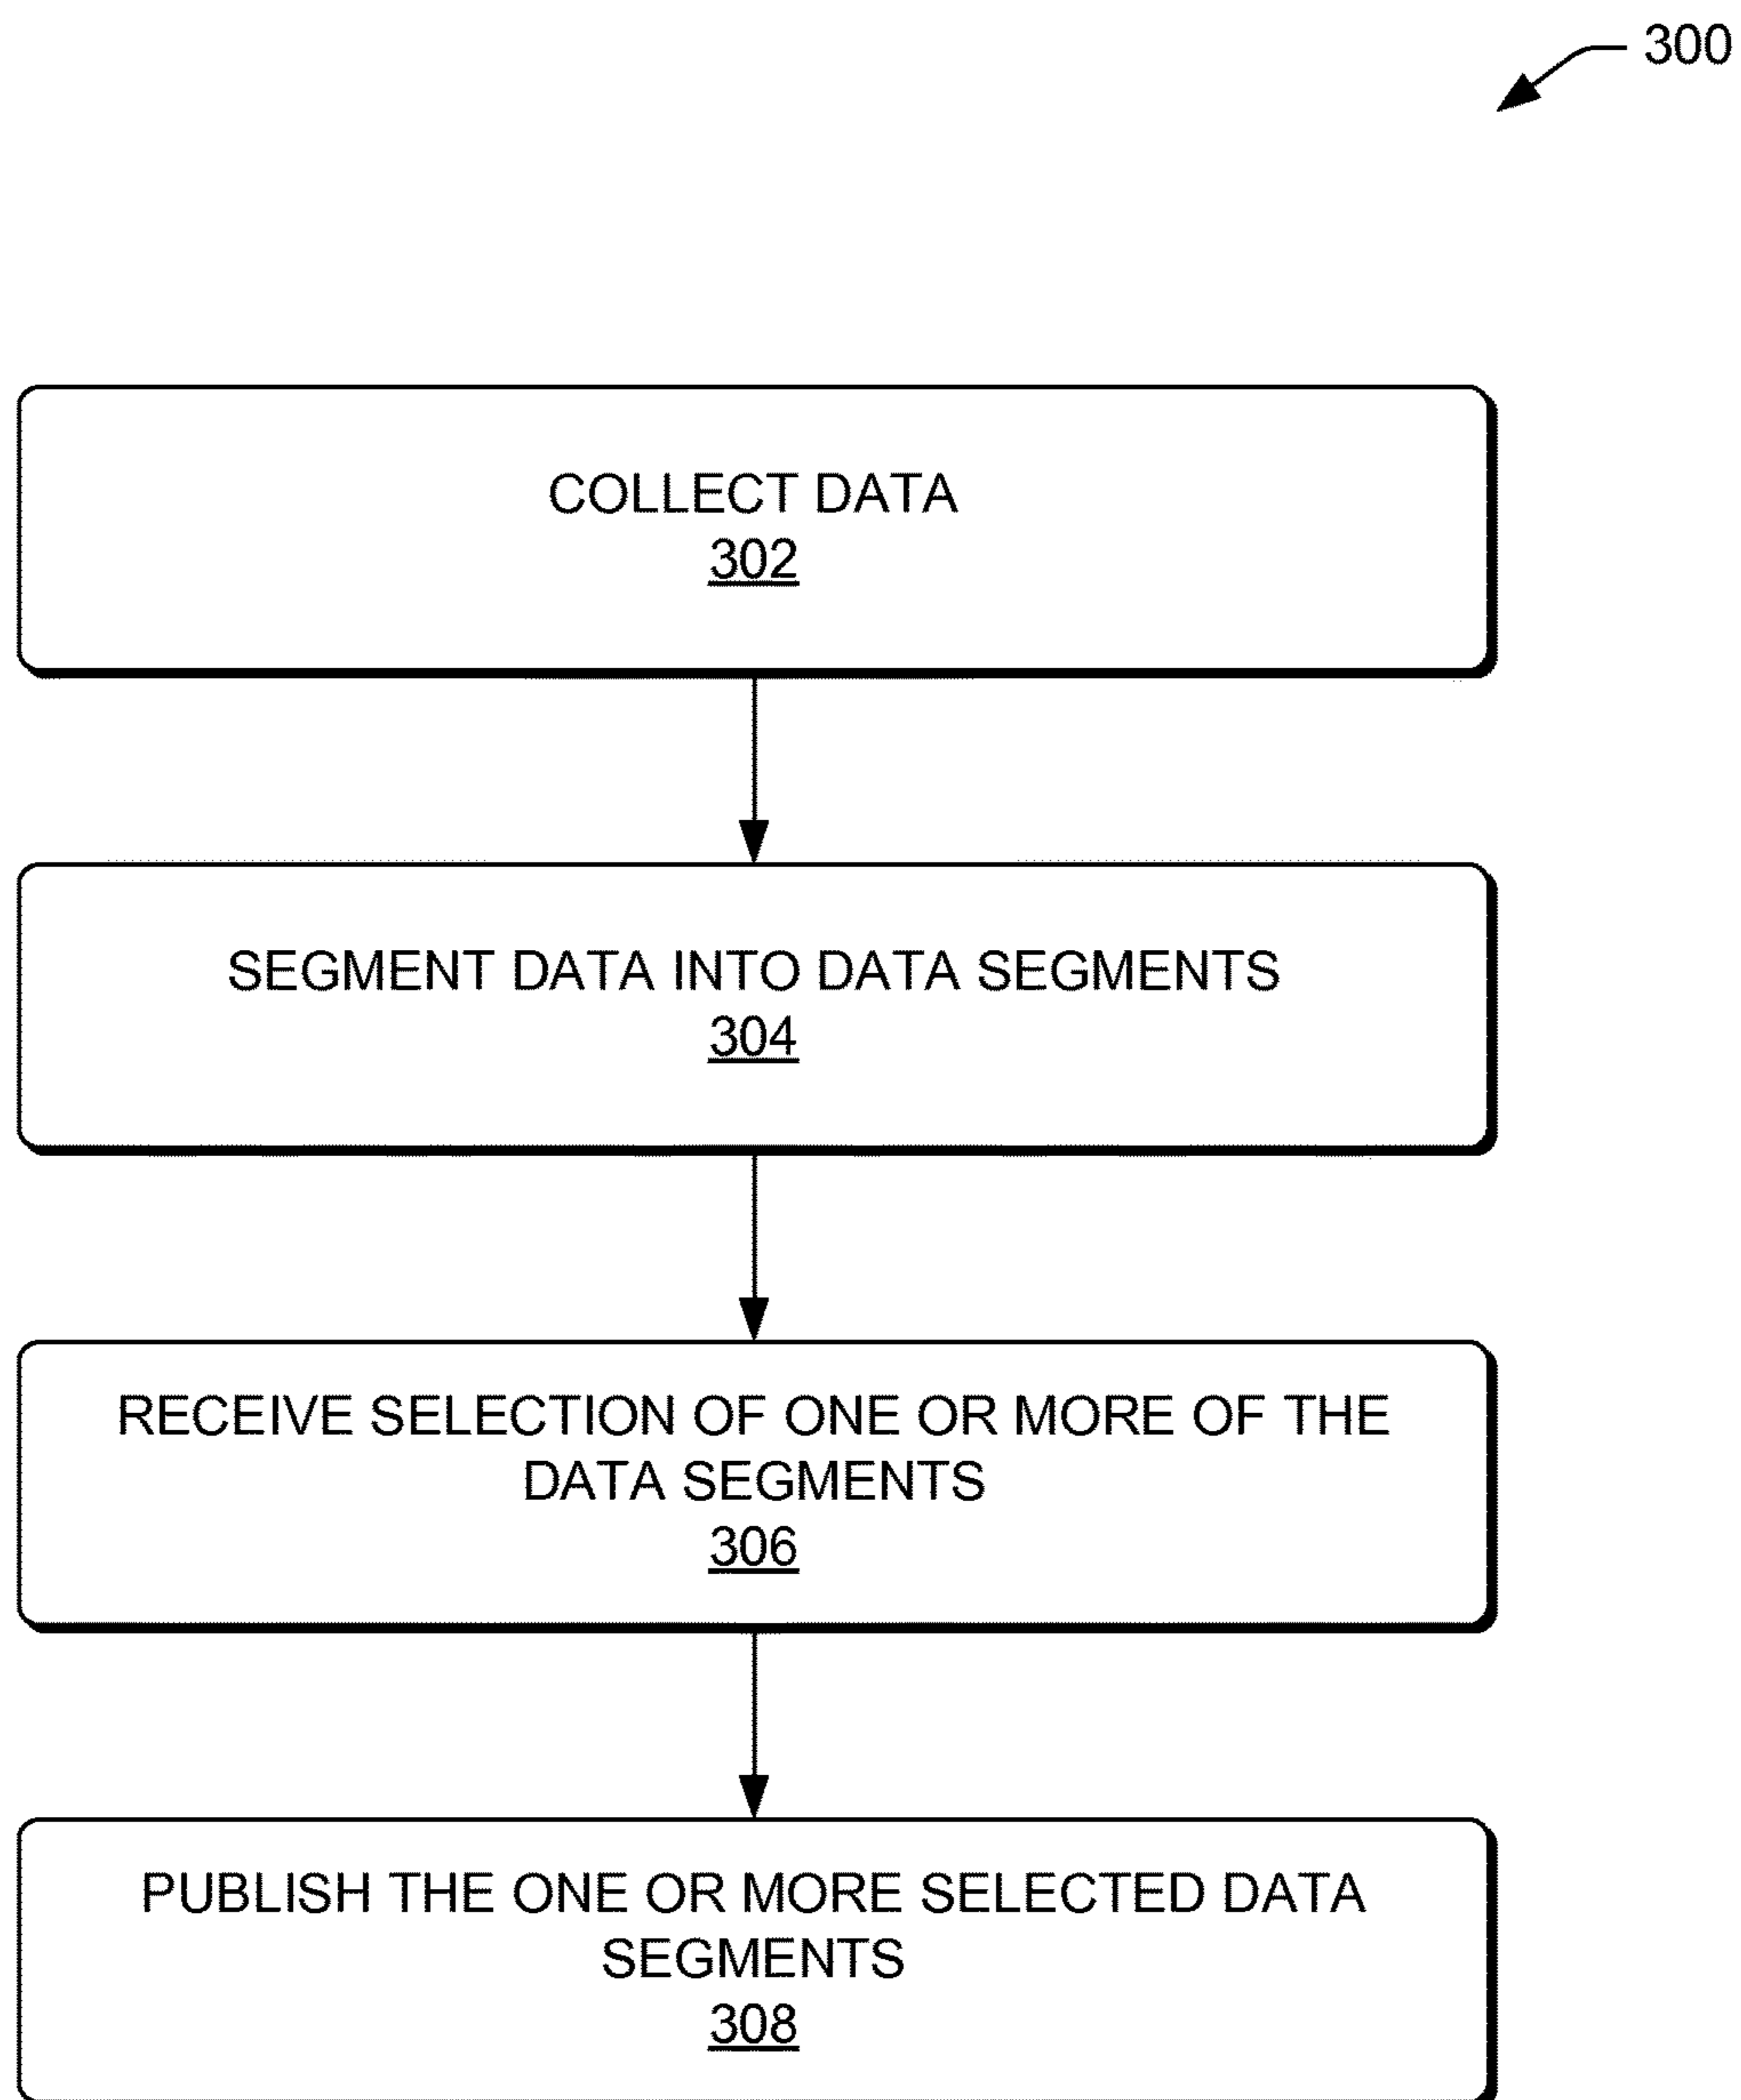 300
COLLECT DATA
302
SEGMENT DATA INTO DATA SEGMENTS
304
RECEIVE SELECTION OF ONE OR MORE OF THE
DATA SEGMENTS
306
PUBLISH THE ONE OR MORE SELECTED DATA
SEGMENTS
308